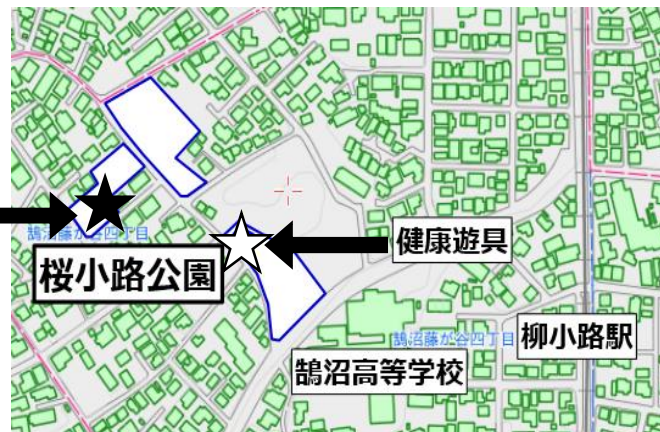 健康遊具
鵠沼藤が谷四丁目
桜小路公園
鵠沼藤が谷四丁目
柳小路駅
鵠沼高等学校